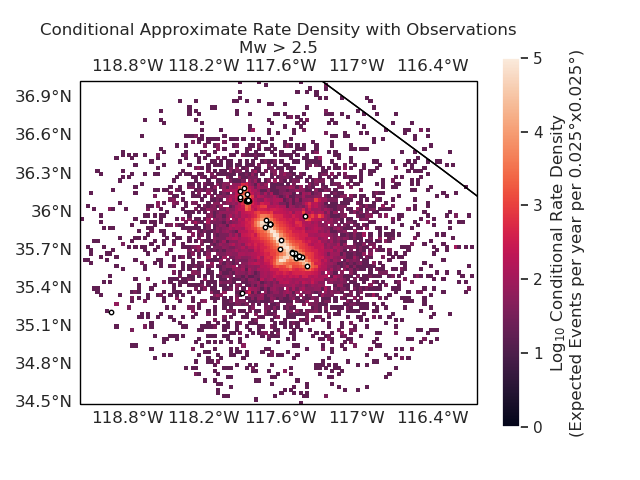 Conditional Approximate Rate Density with Observations
Mw > 2.5
118.8°W 118.2°W 117.6°W 117°W 116.4°W
36.9°N
36.6°N
36.3°N
36°N
35.7°N
35.4°N
35.1°N
34.8°N
34.5°N
118.8°W 118.2°W 117.6°W 117°W 116.4°W
5
4
3
2
1
0
Log₁₀ Conditional Rate Density
(Expected Events per year per 0.025°x0.025°)